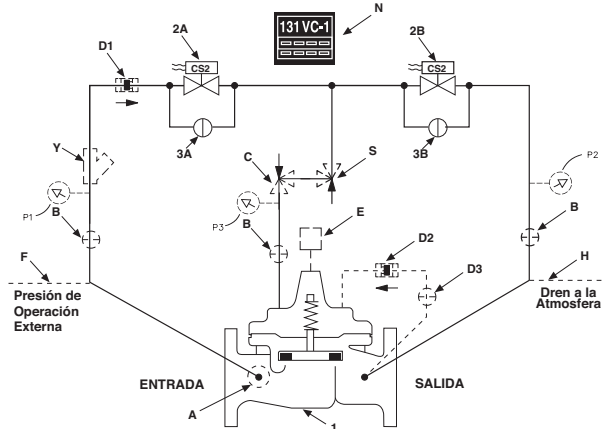 N
131 VC-1
2A
2B
D1
CS2
CS2
3A
3B
Y
C
S
P1
P2
P3
B
B
B
E
D2
D3
F
H
Presión de
Operación
Externa
Dren a la
Atmosfera
ENTRADA
SALIDA
A
1